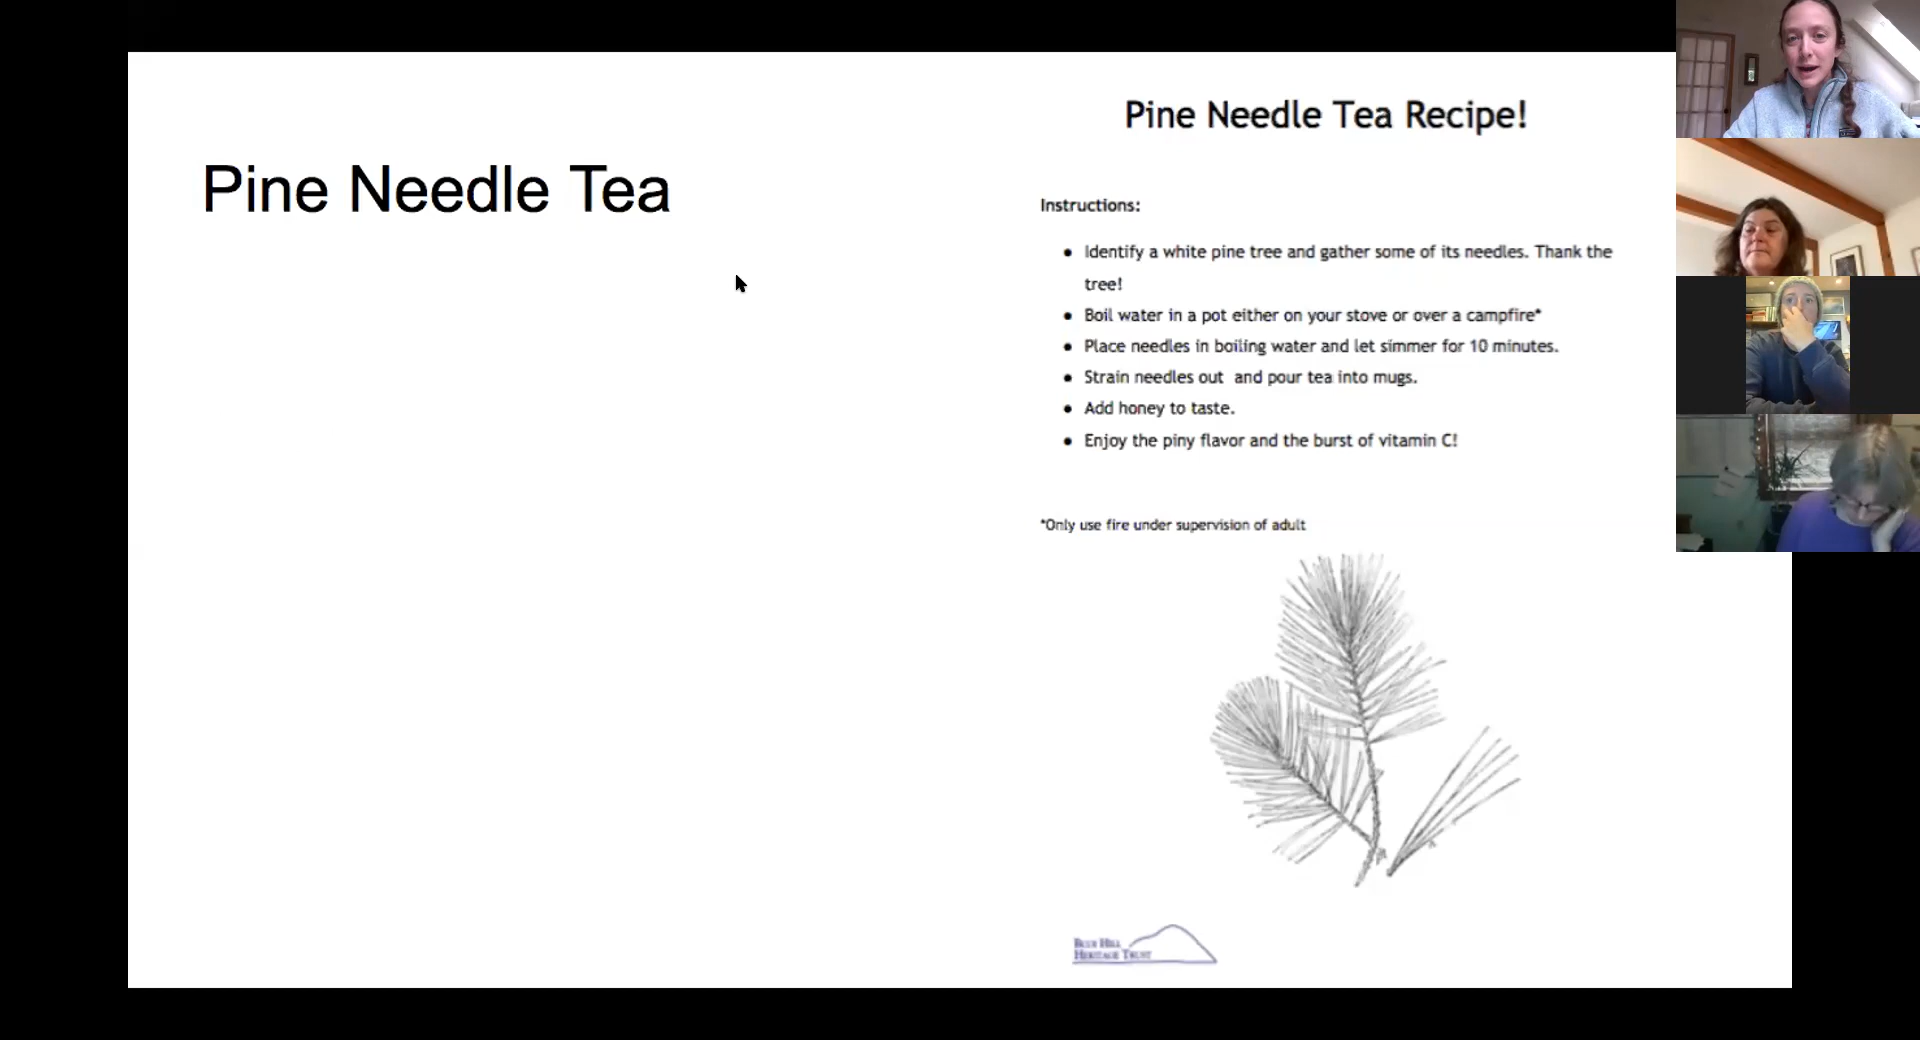 Pine Needle Tea
Pine Needle Tea Recipe!
Instructions:
● Identify a white pine tree and gather some of its needles. Thank the
tree!
● Boil water in a pot either on your stove or over a campfire*
● Place needles in boiling water and let simmer for 10 minutes.
● Strain needles out  and pour tea into mugs.
● Add honey to taste.
● Enjoy the piny flavor and the burst of vitamin C!
*Only use fire under supervision of adult
Blue Hill
Heritage Trust